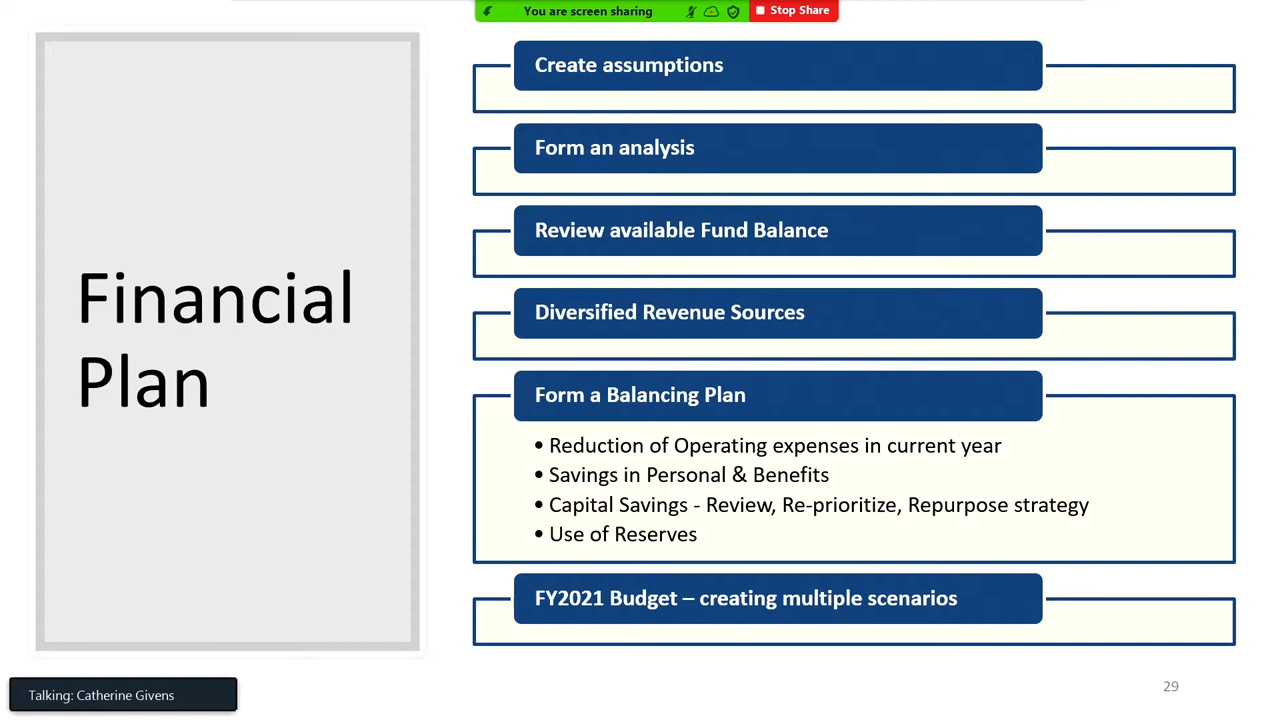 You are screen sharing
Stop Share
Financial
Plan
Create assumptions
Form an analysis
Review available Fund Balance
Diversified Revenue Sources
Form a Balancing Plan
• Reduction of Operating expenses in current year
• Savings in Personal & Benefits
• Capital Savings - Review, Re-prioritize, Repurpose strategy
• Use of Reserves
FY2021 Budget – creating multiple scenarios
Talking: Catherine Givens
29